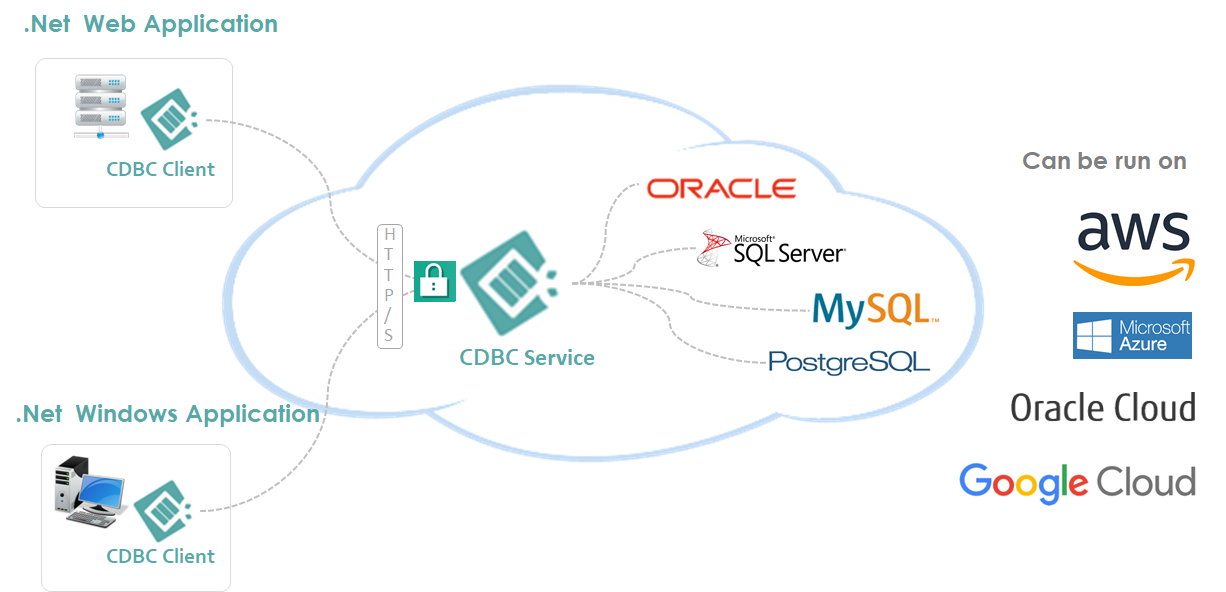 .Net Web Application
CDBC Client
HTTP/S
CDBC Service
.Net Windows Application
CDBC Client
ORACLE
Microsoft®
SQL Server®
MySQL™
PostgreSQL
Can be run on
aws
Microsoft
Azure
Oracle Cloud
Google Cloud